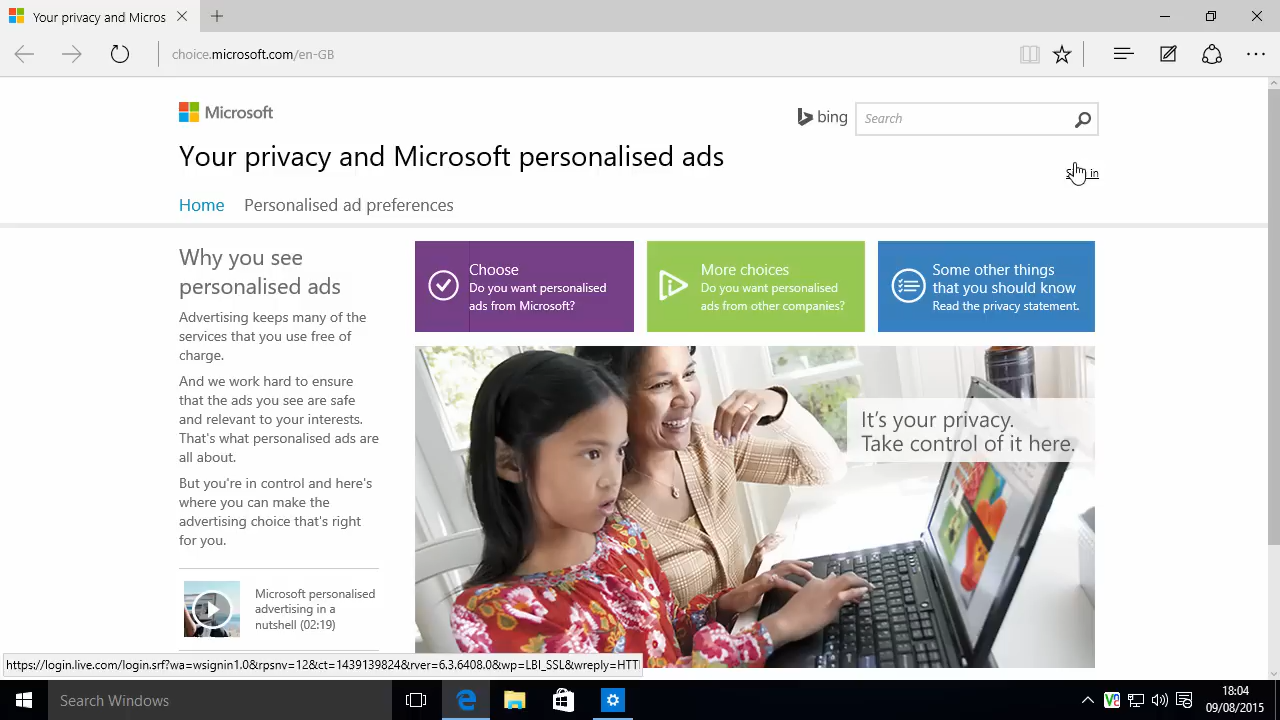 Your privacy and Micros
choice.microsoft.com/en-GB
Microsoft
bing
Search
Your privacy and Microsoft personalised ads
in
Home
Personalised ad preferences
Why you see
personalised ads
Advertising keeps many of the
services that you use free of
charge.
And we work hard to ensure
that the ads you see are safe
and relevant to your interests.
That's what personalised ads are
all about.
But you're in control and here's
where you can make the
advertising choice that's right
for you.
Microsoft personalised
advertising in a
nutshell (02:19)
Choose
Do you want personalised
ads from Microsoft?
More choices
Do you want personalised
ads from other companies?
Some other things
that you should know
Read the privacy statement.
It's your privacy.
Take control of it here.
https://login.live.com/login.srf?wa=wsignin1.0&rpsnv=12&ct=1439139824&rver=6.3.6408.0&wp=LBI_SSL&wreply=HTT
Search Windows
18:04
09/08/2015